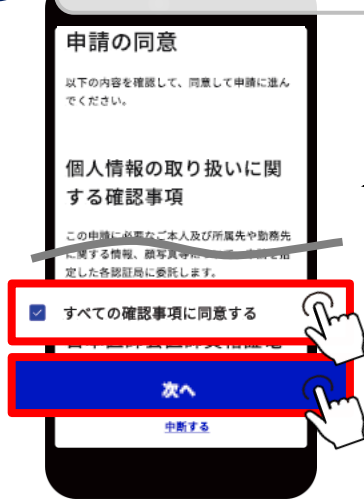 申請の同意
以下の内容を確認して、同意して申請に進ん
でください。
個人情報の取り扱いに関
する確認事項
この申請に必要なご本人及び所属先や勤務先
に関する情報、顔写真等に
定した各認証局に委託します。
すべての確認事項に同意する
次へ
中断する